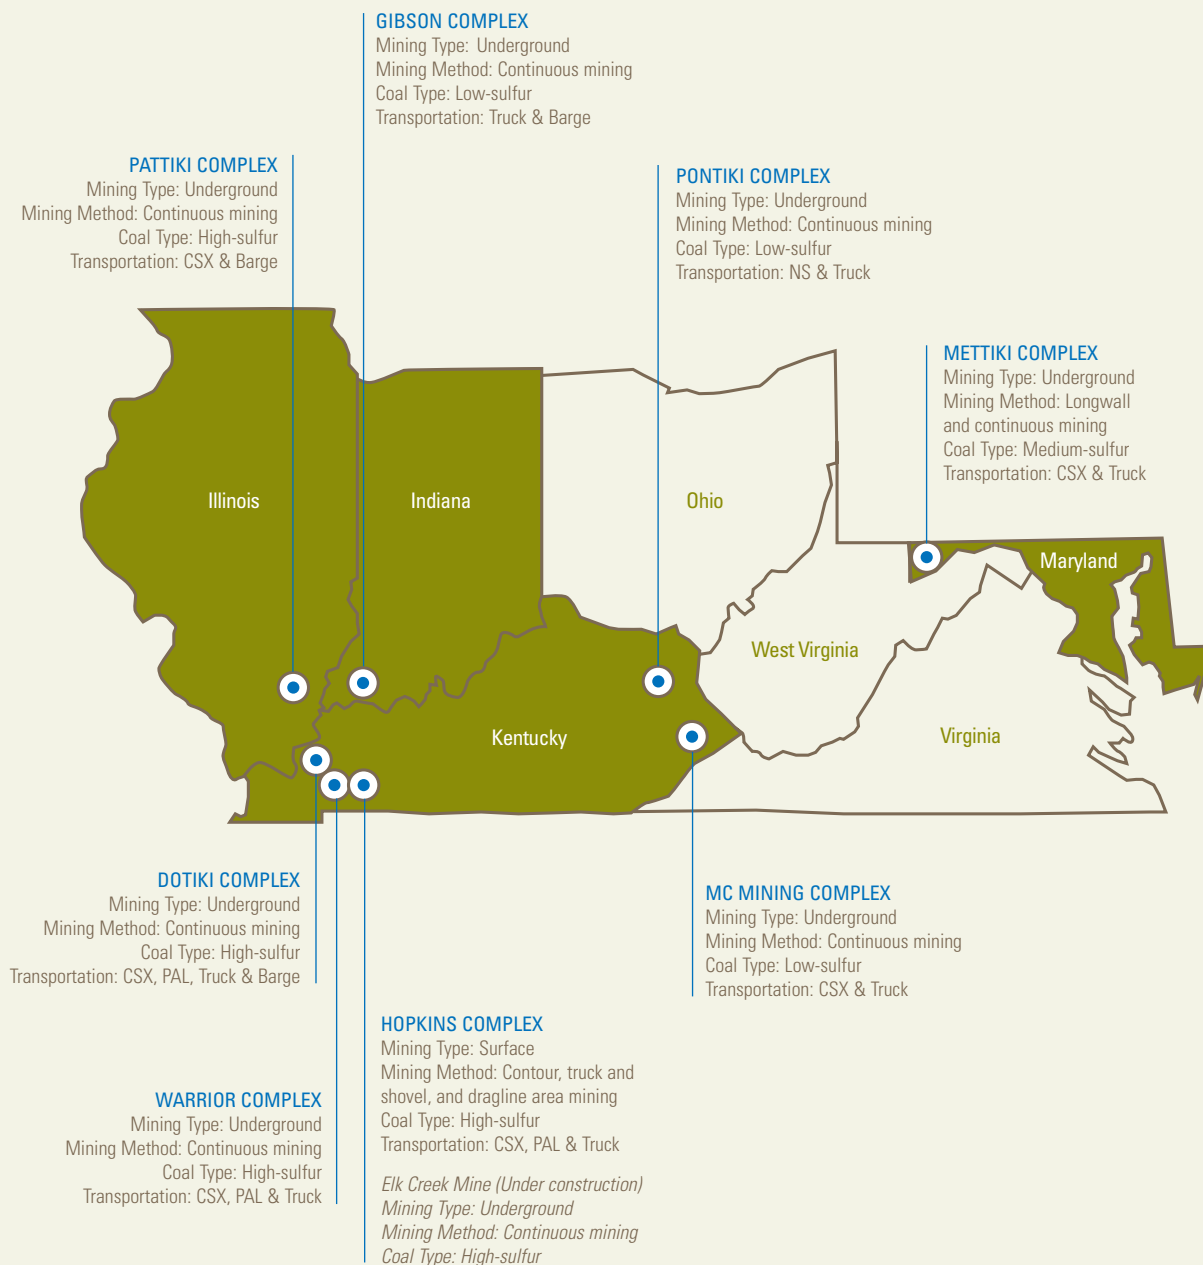 GIBSON COMPLEX
Mining Type: Underground
Mining Method: Continuous mining
Coal Type: Low-sulfur
Transportation: Truck & Barge
PATTIKI COMPLEX
Mining Type: Underground
Mining Method: Continuous mining
Coal Type: High-sulfur
Transportation: CSX & Barge
PONTIKI COMPLEX
Mining Type: Underground
Mining Method: Continuous mining
Coal Type: Low-sulfur
Transportation: NS & Truck
METTIKI COMPLEX
Mining Type: Underground
Mining Method: Longwall
and continuous mining
Coal Type: Medium-sulfur
Transportation: CSX & Truck
Illinois
Indiana
Ohio
Maryland
West Virginia
Kentucky
Virginia
DOTIKI COMPLEX
Mining Type: Underground
Mining Method: Continuous mining
Coal Type: High-sulfur
Transportation: CSX, PAL, Truck & Barge
MC MINING COMPLEX
Mining Type: Underground
Mining Method: Continuous mining
Coal Type: Low-sulfur
Transportation: CSX & Truck
HOPKINS COMPLEX
Mining Type: Surface
Mining Method: Contour, truck and
shovel, and dragline area mining
Coal Type: High-sulfur
Transportation: CSX, PAL & Truck
Elk Creek Mine (Under construction)
Mining Type: Underground
Mining Method: Continuous mining
Coal Type: High-sulfur
WARRIOR COMPLEX
Mining Type: Underground
Mining Method: Continuous mining
Coal Type: High-sulfur
Transportation: CSX, PAL & Truck